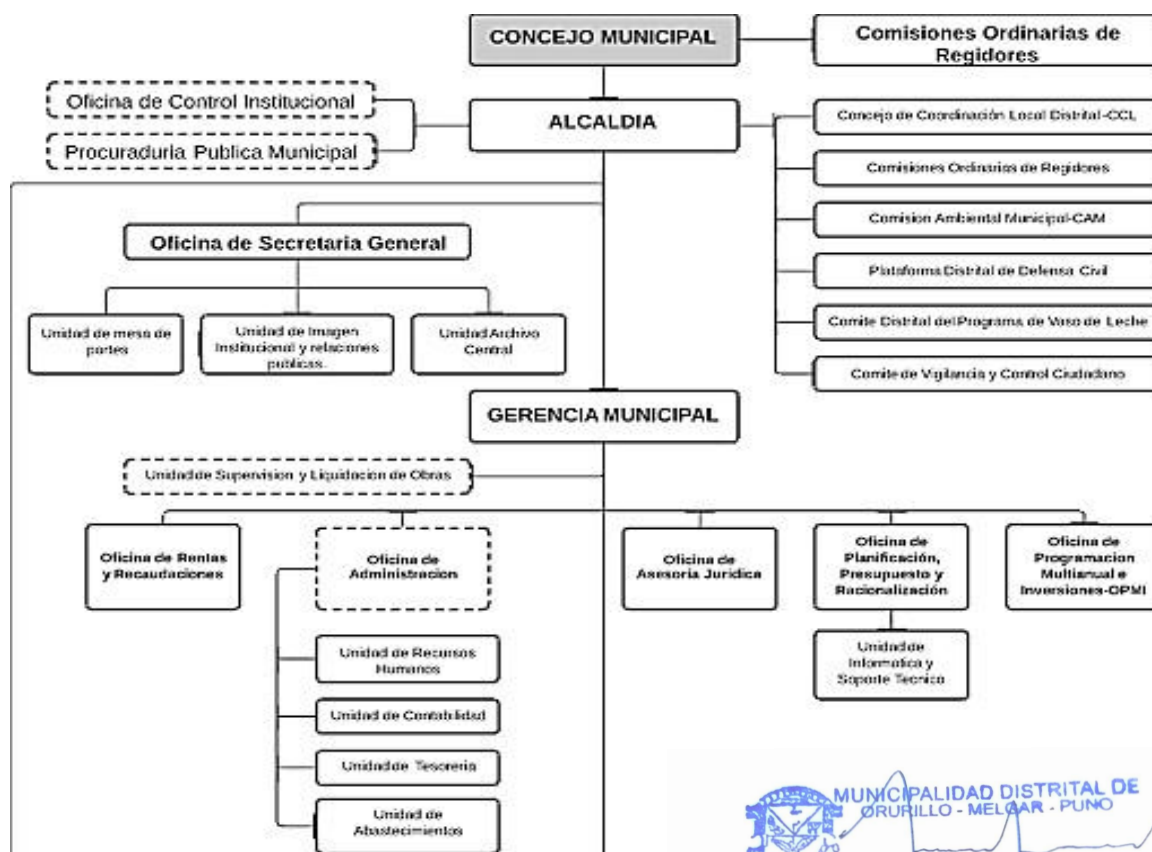 CONCEJO MUNICIPAL
Comisiones Ordinarias de
Regidores
Oficina de Control Institucional
Procuraduría Publica Municipal
ALCALDIA
Concejo de Coordinación Local Distrital-CCL
Comisiones Ordinarias de Regidores
Comision Ambiental Municipal-CAM
Plataforma Distrital de Defensa Civil
Comite Distrital del Programa de Vaso de Leche
Comite de Vigilancia y Control Ciudadano
Oficina de Secretaria General
Unidad de mesa de
partes
Unidad de Imagen
Institucional y relaciones
publicas.
Unidad Archivo
Central
GERENCIA MUNICIPAL
Unidad de Supervision y Liquidacion de Obras
Oficina de Rentas
y Recaudaciones
Oficina de
Administracion
Unidad de Recursos
Humanos
Unidad de Contabilidad
Unidad de Tesoreria
Unidad de
Abastecimientos
Oficina de
Asesoria Juridica
Oficina de
Planificación,
Presupuesto y
Racionalización
Unidad de
Informatica y
Soporte Tecnico
Oficina de
Programacion
Multianual e
Inversiones-OPMI
MUNICIPALIDAD DISTRITAL DE
ORURILLO - MELGAR - PUNO